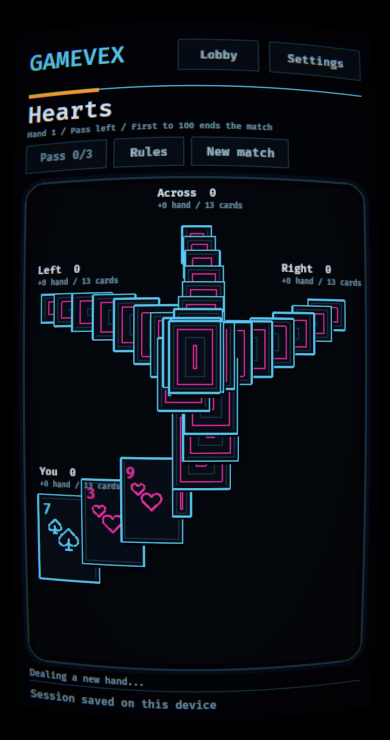 GAMEVEX
Lobby
Settings
Hearts
Hand 1 / Pass left / First to 100 ends the match
Pass 0/3
Rules
New match
Across 0
+0 hand / 13 cards
Left 0
+0 hand / 13 cards
Right 0
+0 hand / 13 cards
You 0
+0 hand / 13 cards
7
3
9
Dealing a new hand...
Session saved on this device